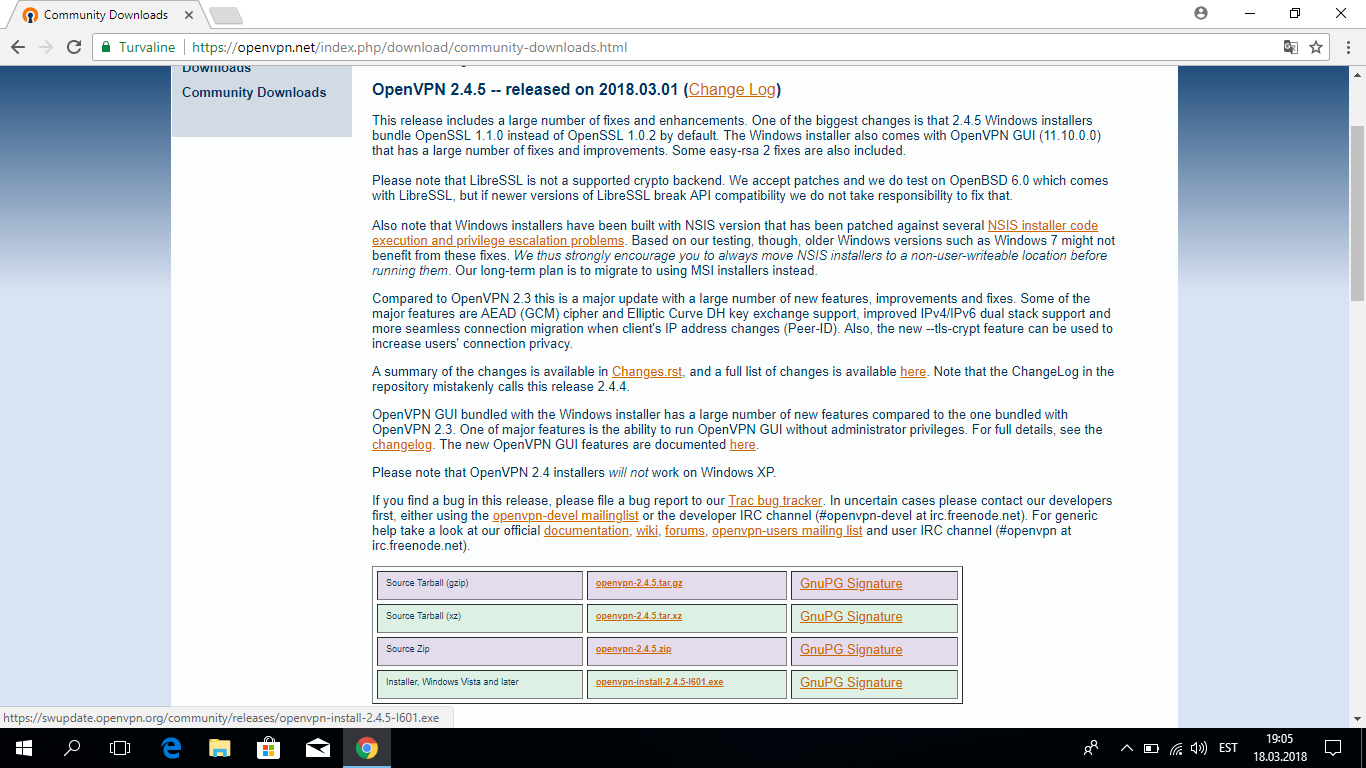 Community Downloads
Turvaline
https://openvpn.net/index.php/download/community-downloads.html
Downloads
Community Downloads
OpenVPN 2.4.5 -- released on 2018.03.01 (Change Log)
This release includes a large number of fixes and enhancements. One of the biggest changes is that 2.4.5 Windows installers
bundle OpenSSL 1.1.0 instead of OpenSSL 1.0.2 by default. The Windows installer also comes with OpenVPN GUI (11.10.0.0)
that has a large number of fixes and improvements. Some easy-rsa 2 fixes are also included.
Please note that LibreSSL is not a supported crypto backend. We accept patches and we do test on OpenBSD 6.0 which comes
with LibreSSL, but if newer versions of LibreSSL break API compatibility we do not take responsibility to fix that.
Also note that Windows installers have been built with NSIS version that has been patched against several NSIS installer code
execution and privilege escalation problems. Based on our testing, though, older Windows versions such as Windows 7 might not
benefit from these fixes. We thus strongly encourage you to always move NSIS installers to a non-user-writeable location before
running them. Our long-term plan is to migrate to using MSI installers instead.
Compared to OpenVPN 2.3 this is a major update with a large number of new features, improvements and fixes. Some of the
major features are AEAD (GCM) cipher and Elliptic Curve DH key exchange support, improved IPv4/IPv6 dual stack support and
more seamless connection migration when client's IP address changes (Peer-ID). Also, the new --tls-crypt feature can be used to
increase users' connection privacy.
A summary of the changes is available in Changes.rst, and a full list of changes is available here. Note that the ChangeLog in the
repository mistakenly calls this release 2.4.4.
OpenVPN GUI bundled with the Windows installer has a large number of new features compared to the one bundled with
OpenVPN 2.3. One of major features is the ability to run OpenVPN GUI without administrator privileges. For full details, see the
changelog. The new OpenVPN GUI features are documented here.
Please note that OpenVPN 2.4 installers will not work on Windows XP.
If you find a bug in this release, please file a bug report to our Trac bug tracker. In uncertain cases please contact our developers
first, either using the openvpn-devel mailinglist or the developer IRC channel (#openvpn-devel at irc.freenode.net). For generic
help take a look at our official documentation, wiki, forums, openvpn-users mailing list and user IRC channel (#openvpn at
irc.freenode.net).
Source Tarball (gzip) openvpn-2.4.5.tar.gz GnuPG Signature
Source Tarball (xz) openvpn-2.4.5.tar.xz GnuPG Signature
Source Zip openvpn-2.4.5.zip GnuPG Signature
Installer, Windows Vista and later openvpn-install-2.4.5-I601.exe GnuPG Signature
https://swupdate.openvpn.org/community/releases/openvpn-install-2.4.5-I601.exe
EST
19:05
18.03.2018